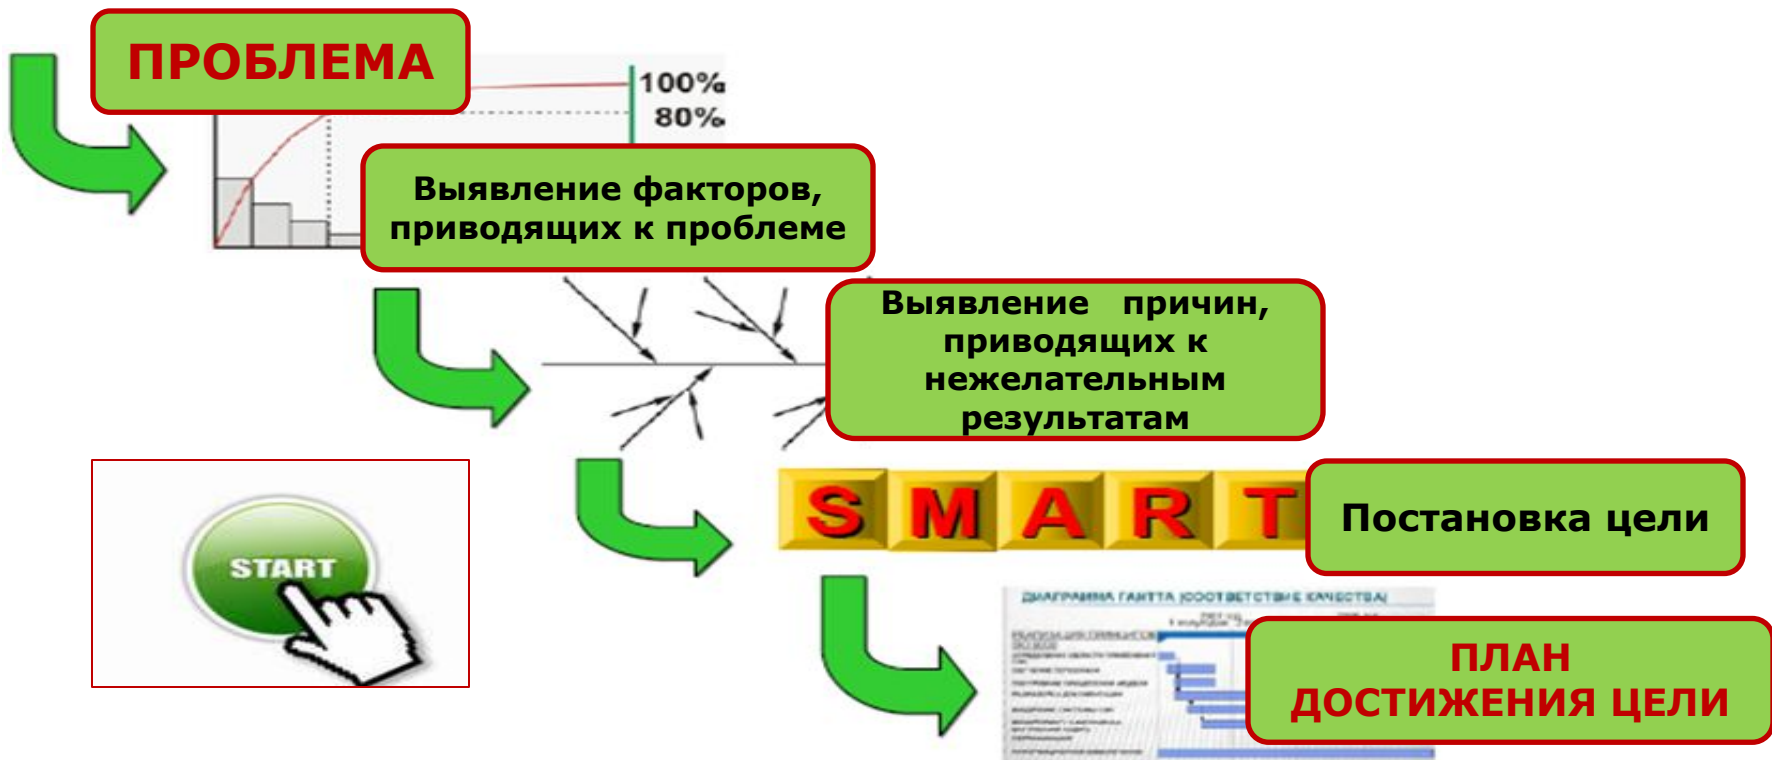 ПРОБЛЕМА
100%
80%
Выявление факторов,
приводящих к проблеме
Выявление причин,
приводящих к
нежелательным
результатам
START
S M A R T
Постановка цели
ДИАГРАММА ГАНТТА (СООТВЕТСТВИЕ КАЧЕСТВА)
ПЛАН
ДОСТИЖЕНИЯ ЦЕЛИ